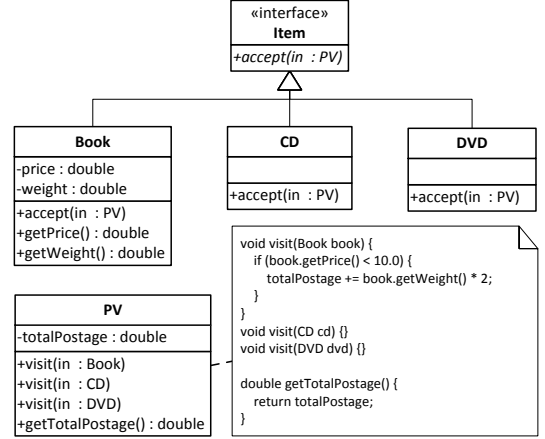 «interface»
Item
+accept(in : PV)
Book
-price : double
-weight : double
+accept(in : PV)
+getPrice() : double
+getWeight() : double
CD
+accept(in : PV)
DVD
+accept(in : PV)
PV
-totalPostage : double
+visit(in : Book)
+visit(in : CD)
+visit(in : DVD)
+getTotalPostage() : double
void visit(Book book) {
if (book.getPrice() < 10.0) {
totalPostage += book.getWeight() * 2;
}
}
void visit(CD cd) {}
void visit(DVD dvd) {}
double getTotalPostage() {
return totalPostage;
}